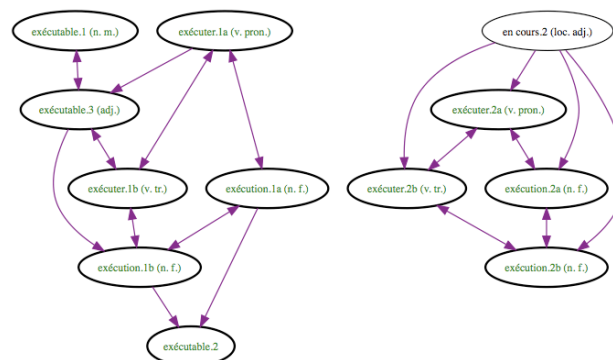 exécutable.1 (n. m.)
exécuter.1a (v. pron.)
en cours.2 (loc. adj.)
exécutable.3 (adj.)
exécuter.2a (v. pron.)
exécuter.1b (v. tr.)
exécution.1a (n. f.)
exécuter.2b (v. tr.)
exécution.2a (n. f.)
exécution.1b (n. f.)
exécution.2b (n. f.)
exécutable.2